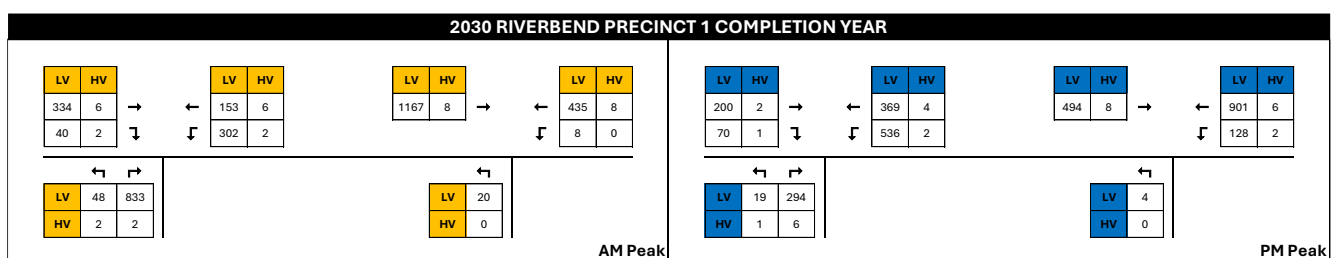 2030 RIVERBEND PRECINCT 1 COMPLETION YEAR
LV HV LV HV LV HV LV HV LV HV LV HV LV HV LV HV
334 6 → ← 153 6 1167 8 → ← 435 8 200 2 → ← 369 4 494 8 → ← 901 6
40 2 302 2 8 0 70 1 536 2 128 2
LV 48 833 LV 20 LV 19 294 LV 4
HV 2 2 HV 0 HV 1 6 HV 0
AM Peak PM Peak